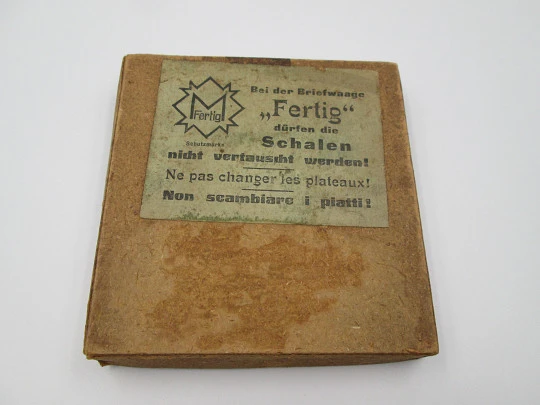 M
Fertig
Schutzmarke
Bei der Briefwaage
„Fertig“
dürfen die
Schalen
nicht vertauscht werden!
Ne pas changer les plateaux!
Non scambiare i piatti!